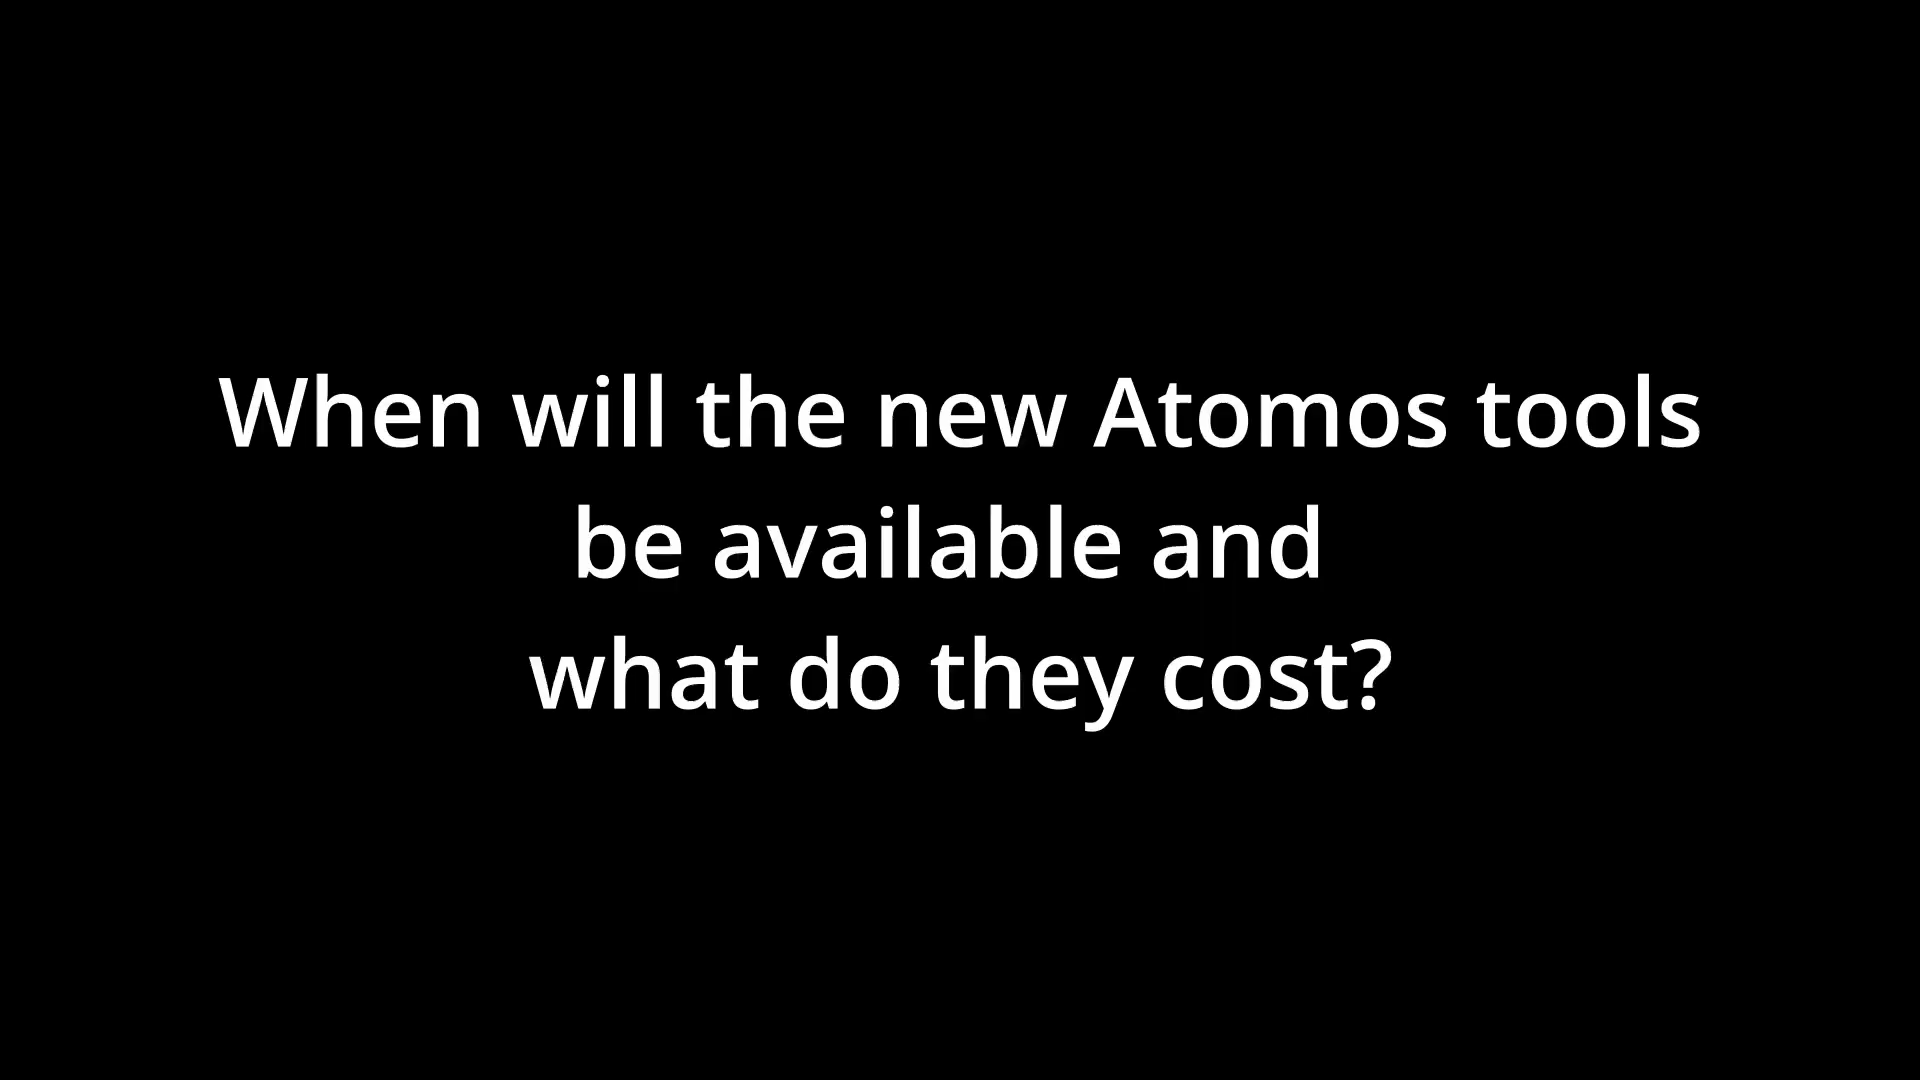 When will the new Atomos tools
be available and
what do they cost?